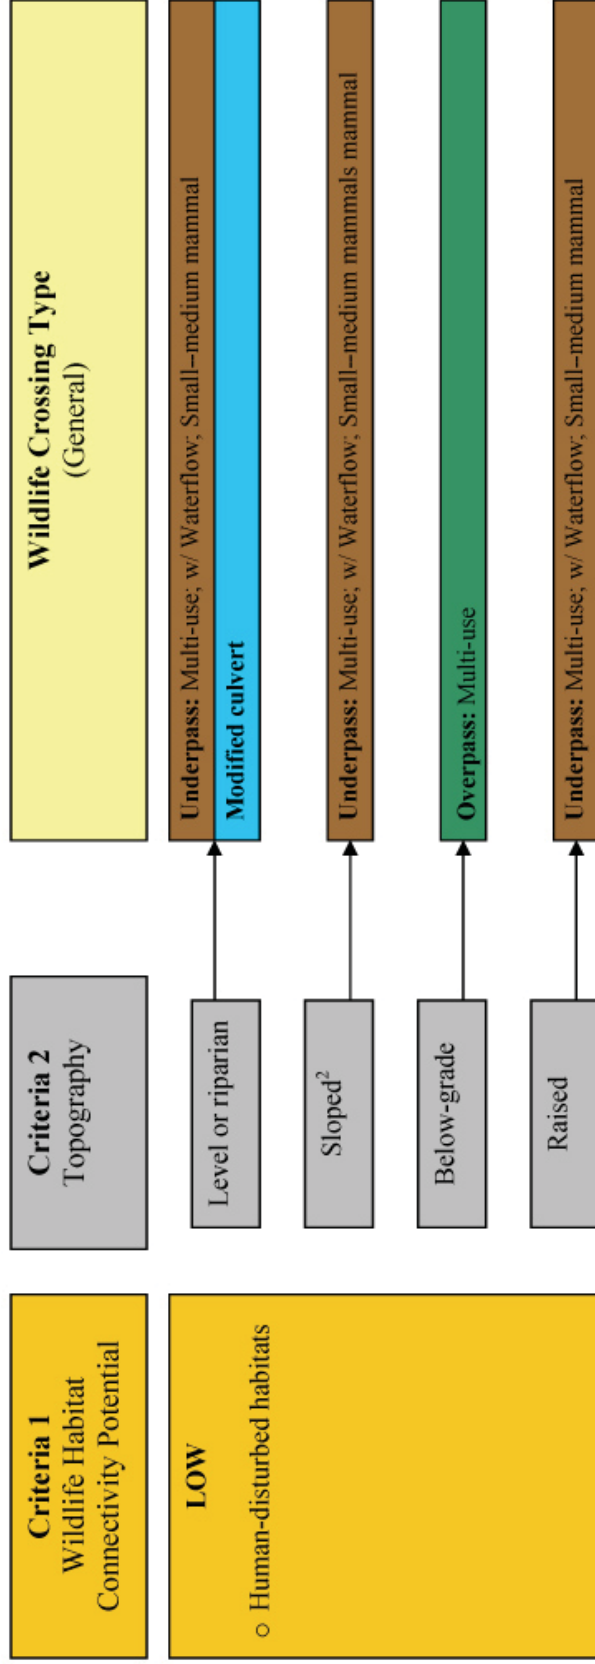 Criteria 1
Wildlife Habitat
Connectivity Potential
Criteria 2
Topography
Wildlife Crossing Type
(General)
LOW
○ Human-disturbed habitats
Level or riparian
Underpass: Multi-use; w/ Waterflow; Small–medium mammal
Modified culvert
Sloped²
Underpass: Multi-use; w/ Waterflow; Small–medium mammals mammal
Below-grade
Overpass: Multi-use
Raised
Underpass: Multi-use; w/ Waterflow; Small–medium mammal